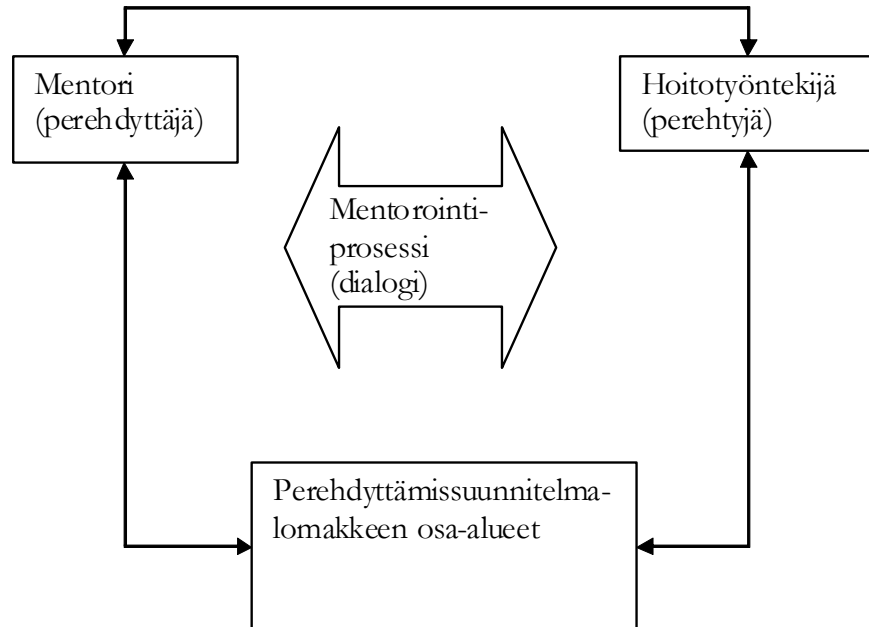 Mentori
(perehdyttäjä)
Hoitotyöntekijä
(perehtyjä)
Mentorointi-
prosessi
(dialogi)
Perehdyttämissuunnitelma-
lomakkeen osa-alueet